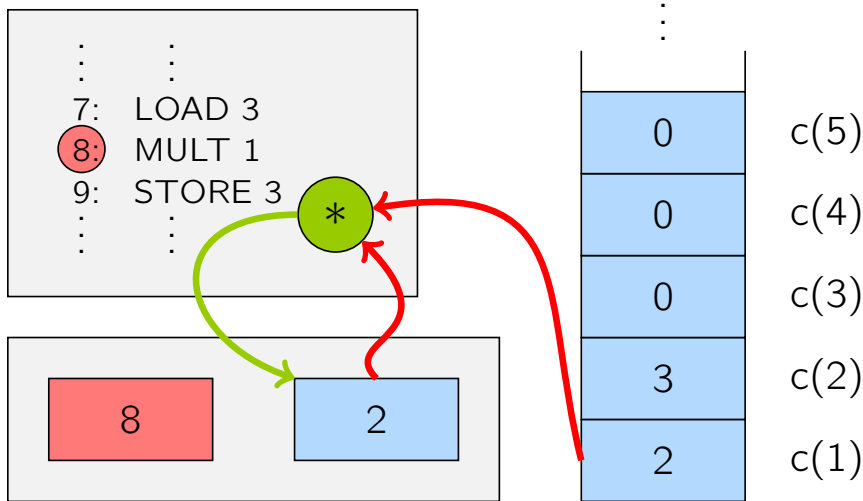 7: LOAD 3
8: MULT 1
9: STORE 3
*
8
2
0 c(5)
0 c(4)
0 c(3)
3 c(2)
2 c(1)